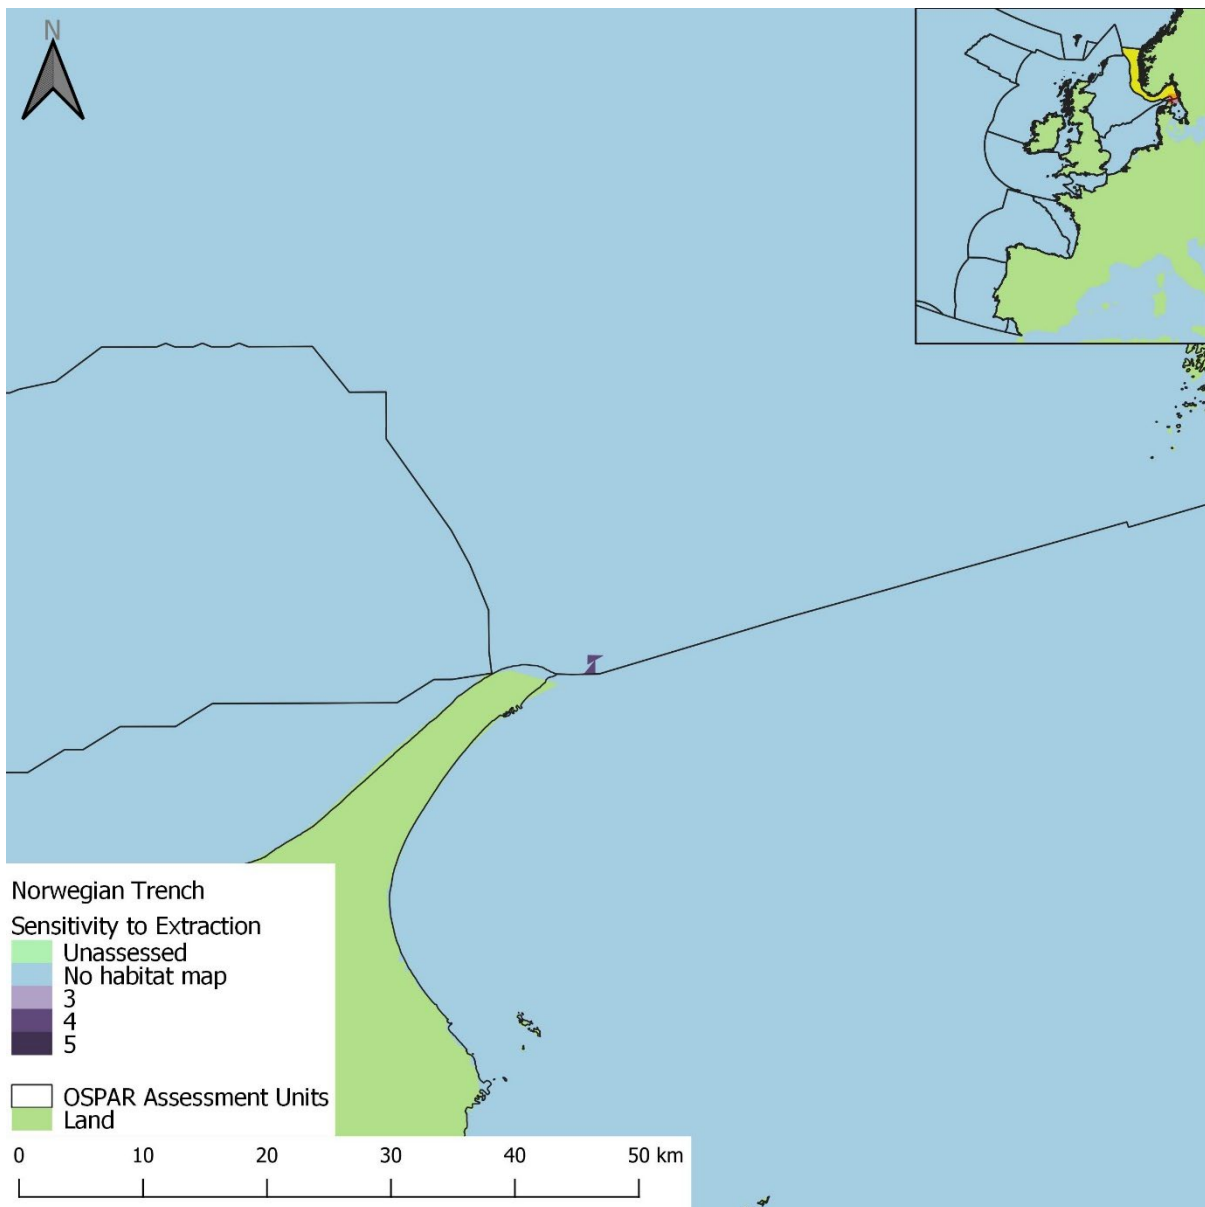 N
Norwegian Trench
Sensitivity to Extraction
Unassessed
No habitat map
3
4
5
OSPAR Assessment Units
Land
0 10 20 30 40 50 km